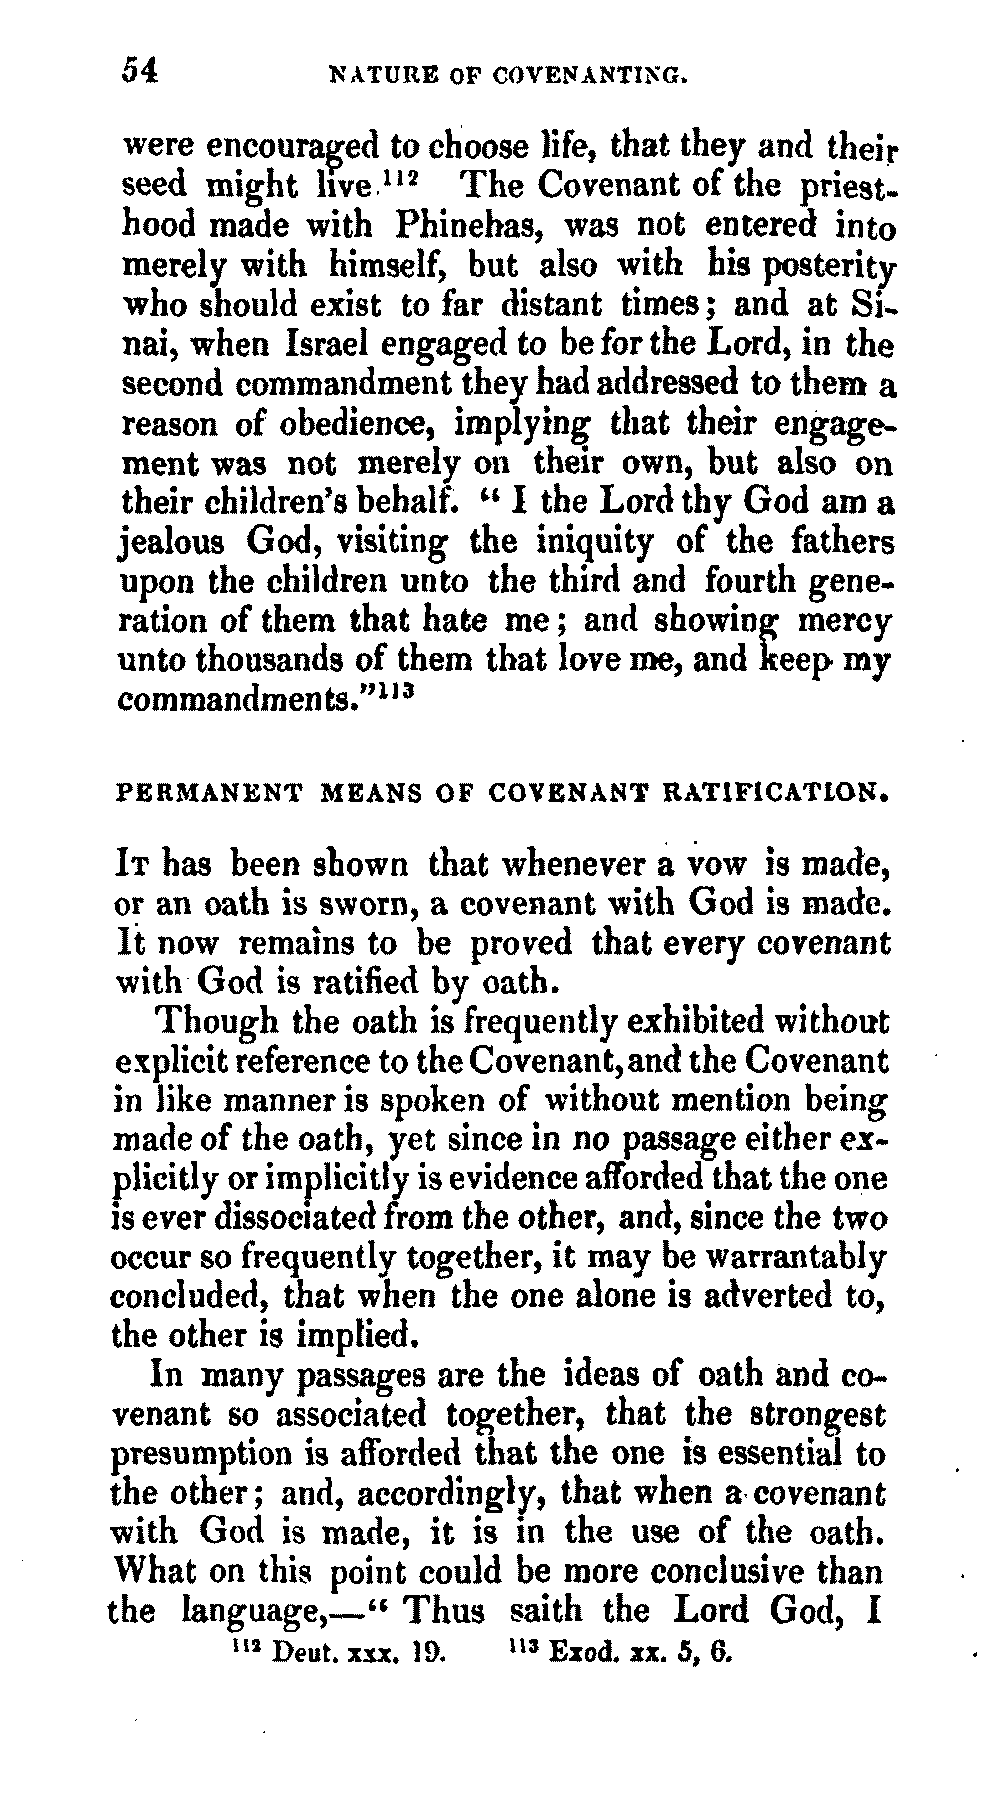 54 NATURE OF COVENANTING.
were encouraged to choose life, that they and their
seed might live.¹¹² The Covenant of the priest-
hood made with Phinehas, was not entered into
merely with himself, but also with his posterity
who should exist to far distant times; and at Si-
nai, when Israel engaged to be for the Lord, in the
second commandment they had addressed to them a
reason of obedience, implying that their engage-
ment was not merely on their own, but also on
their children's behalf. “ I the Lord thy God am a
jealous God, visiting the iniquity of the fathers
upon the children unto the third and fourth gene-
ration of them that hate me; and showing mercy
unto thousands of them that love me, and keep my
commandments.”¹¹³
PERMANENT MEANS OF COVENANT RATIFICATION.
IT has been shown that whenever a vow is made,
or an oath is sworn, a covenant with God is made.
It now remains to be proved that every covenant
with God is ratified by oath.
Though the oath is frequently exhibited without
explicit reference to the Covenant, and the Covenant
in like manner is spoken of without mention being
made of the oath, yet since in no passage either ex-
plicitly or implicitly is evidence afforded that the one
is ever dissociated from the other, and, since the two
occur so frequently together, it may be warrantably
concluded, that when the one alone is adverted to,
the other is implied.
In many passages are the ideas of oath and co-
venant so associated together, that the strongest
presumption is afforded that the one is essential to
the other; and, accordingly, that when a covenant
with God is made, it is in the use of the oath.
What on this point could be more conclusive than
the language,—“ Thus saith the Lord God, I
¹¹² Deut. xxx. 19. ¹¹³ Exod. xx. 5, 6.